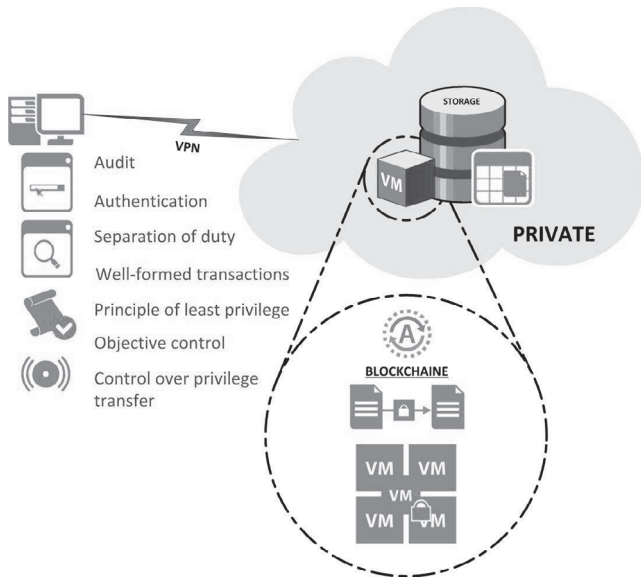 STORAGE
VPN
VM
PRIVATE
Audit
Authentication
Separation of duty
Well-formed transactions
Principle of least privilege
Objective control
Control over privilege
transfer
A
BLOCKCHAINE
VM VM
VM
VM VM